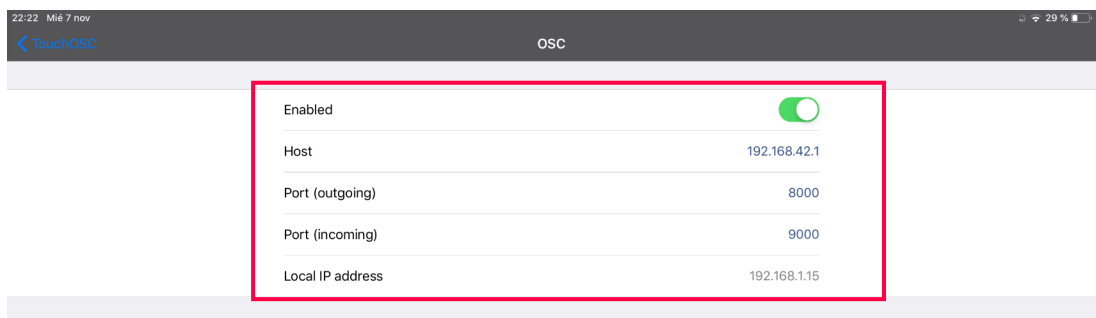 22:22 Mié 7 nov
29 %
TouchOSC
OSC
Enabled
Host 192.168.42.1
Port (outgoing) 8000
Port (incoming) 9000
Local IP address 192.168.1.15